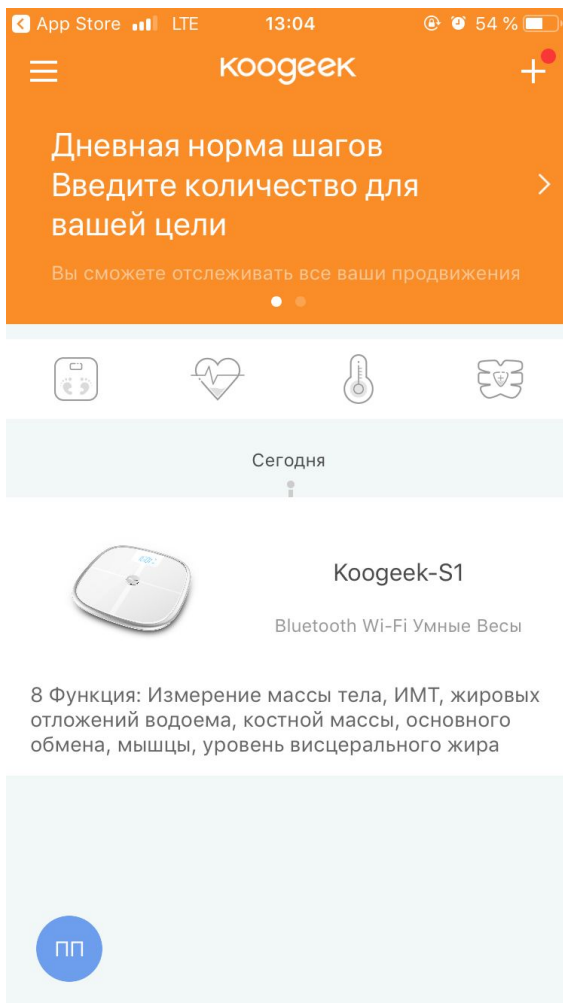 App Store LTE 13:04 54 %
Koogeek
Дневная норма шагов
Введите количество для
вашей цели
Вы сможете отслеживать все ваши продвижения
Сегодня
Koogeek-S1
Bluetooth Wi-Fi Умные Весы
8 Функция: Измерение массы тела, ИМТ, жировых
отложений водоема, костной массы, основного
обмена, мышцы, уровень висцерального жира
ПП